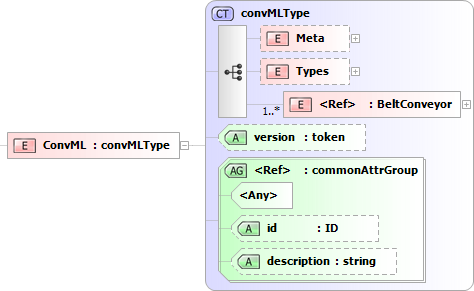 CT convMLType
E Meta
E Types
1..* E <Ref> : BeltConveyor
E ConvML : convMLType
A version : token
AG <Ref> : commonAttrGroup
<Any>
A id : ID
A description : string